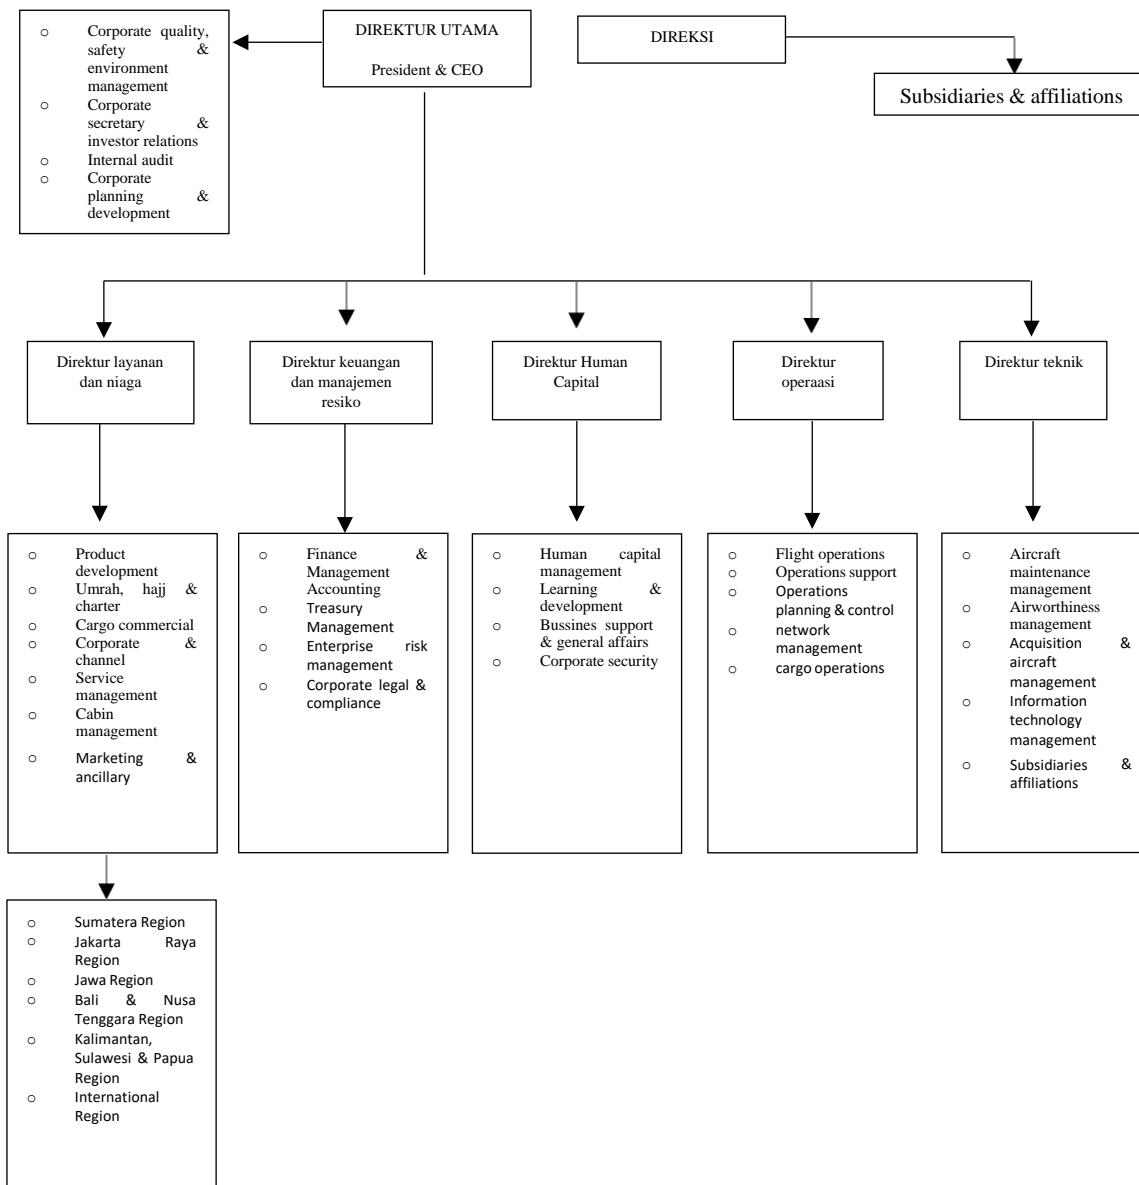 Corporate quality,
safety &
environment
management
Corporate
secretary &
investor relations
Internal audit
Corporate
planning &
development
DIREKTUR UTAMA
President & CEO
DIREKSI
Subsidiaries & affiliations
Direktur layanan
dan niaga
Direktur keuangan
dan manajemen
resiko
Direktur Human
Capital
Direktur
operaasi
Direktur teknik
Product
development
Umrah, hajj &
charter
Cargo commercial
Corporate &
channel
Service
management
Cabin
management
Marketing &
ancillary
Finance &
Management
Accounting
Treasury
Management
Enterprise risk
management
Corporate legal &
compliance
Human capital
management
Learning &
development
Bussines support
& general affairs
Corporate security
Flight operations
Operations support
Operations
planning & control
network
management
cargo operations
Aircraft
maintenance
management
Airworthiness
management
Acquisition &
aircraft
management
Information
technology
management
Subsidiaries &
affiliations
Sumatera Region
Jakarta Raya
Region
Jawa Region
Bali & Nusa
Tenggara Region
Kalimantan,
Sulawesi & Papua
Region
International
Region